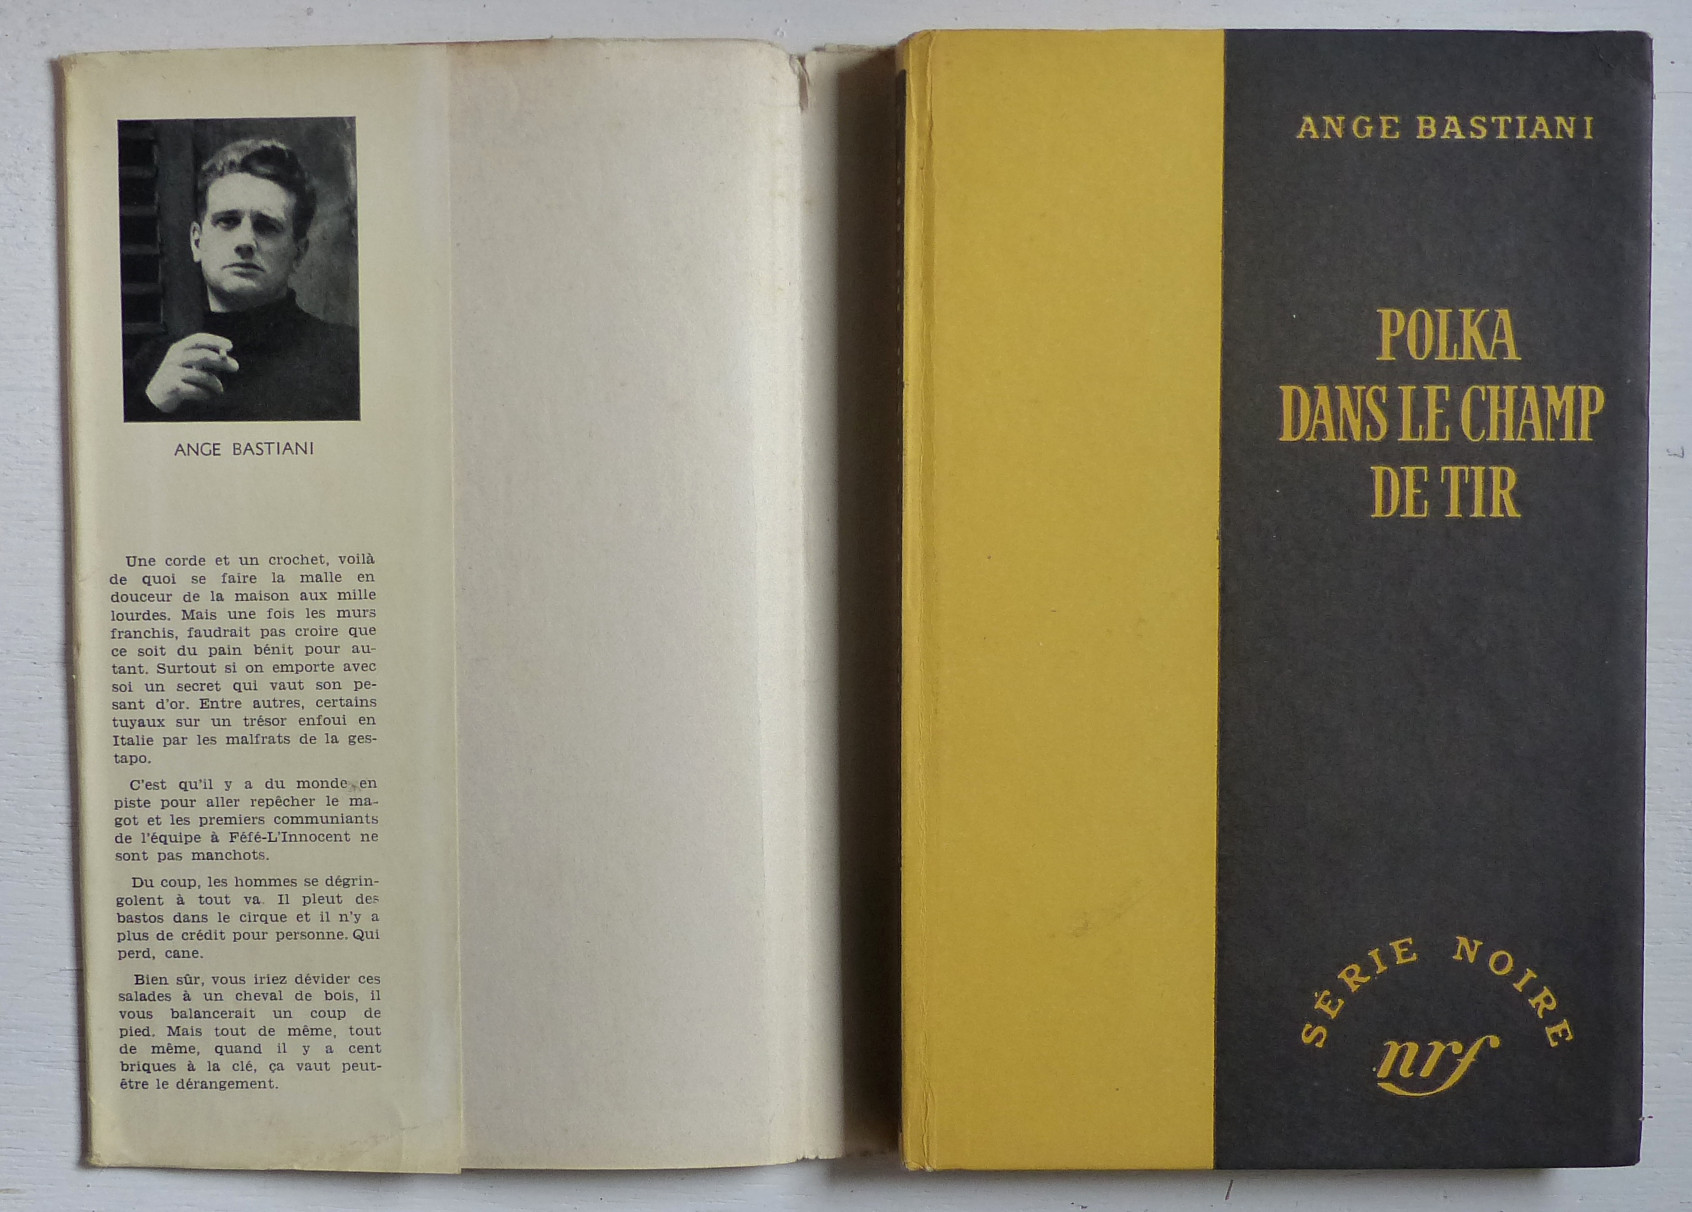 ANGE BASTIANI
Une corde et un crochet, voilà
de quoi se faire la malle en
douceur de la maison aux mille
lourdes. Mais une fois les murs
franchis, faudrait pas croire que
ce soit du pain bénit pour au-
tant. Surtout si on emporte avec
soi un secret qui vaut son pe-
sant d'or. Entre autres, certains
tuyaux sur un trésor enfoui en
Italie par les malfrats de la ges-
tapo.
C'est qu'il y a du monde en
piste pour aller repêcher le ma-
got et les premiers communiants
de l'équipe à Féfé-L'Innocent ne
sont pas manchots.
Du coup, les hommes se dégrin-
golent à tout va. Il pleut des
bastos dans le cirque et il n'y a
plus de crédit pour personne. Qui
perd, cane.
Bien sûr, vous iriez dévider ces
salades à un cheval de bois, il
vous balancerait un coup de
pied. Mais tout de même, tout
de même, quand il y a cent
briques à la clé, ça vaut peut-
être le dérangement.
ANGE BASTIANI
POLKA
DANS LE CHAMP
DE TIR
SÉRIE NOIRE
nrf